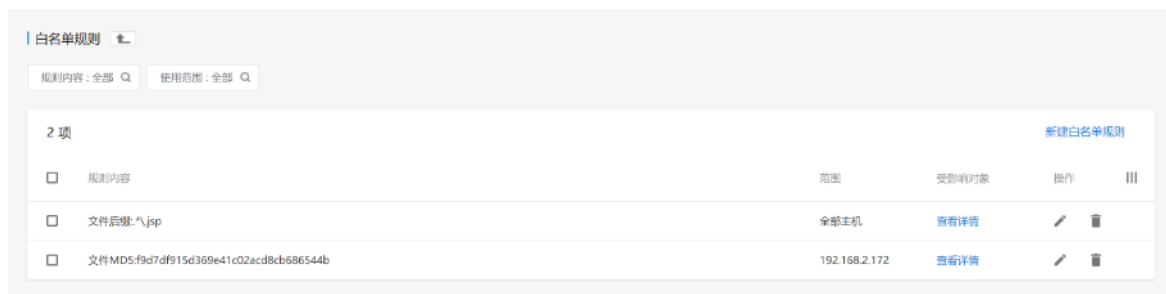 白名单规则
规则内容 : 全部 使用范围 : 全部
2 项 新建白名单规则
规则内容 范围 受影响对象 操作
文件后缀:.*\.jsp 全部主机 查看详情
文件MD5:f9d7df915d369e41c02acd8cb686544b 192.168.2.172 查看详情